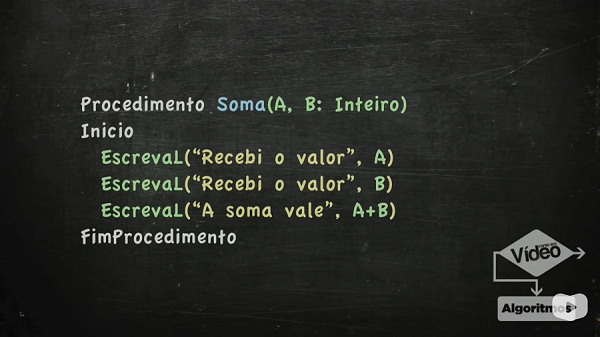 Procedimento Soma(A, B: Inteiro)
Inicio
EscrevaL(“Recebi o valor”, A)
EscrevaL(“Recebi o valor”, B)
EscrevaL(“A soma vale”, A+B)
FimProcedimento
Vídeo
Algoritmos